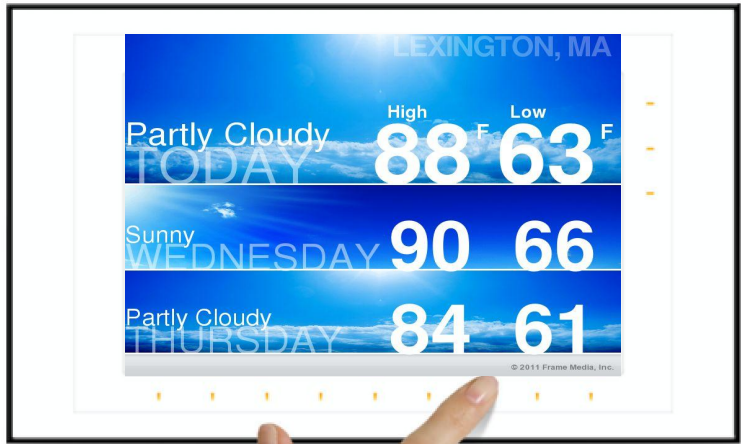 LEXINGTON, MA
High Low
Partly Cloudy 88 F 63 F
TODAY
Sunny 90 66
WEDNESDAY
Partly Cloudy 84 61
THURSDAY
© 2011 Frame Media, Inc.